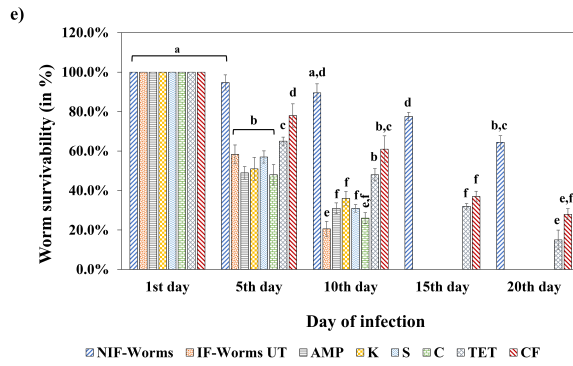 e)
Worm survivability (in %)
120.0%
100.0%
80.0%
60.0%
40.0%
20.0%
0.0%
a
b
c
d
a,d
e
f
f
f
e,f
b
b,c
d
f
f
b,c
e
e,f
1st day 5th day 10th day 15th day 20th day
Day of infection
NIF-Worms IF-Worms UT AMP K S C TET CF